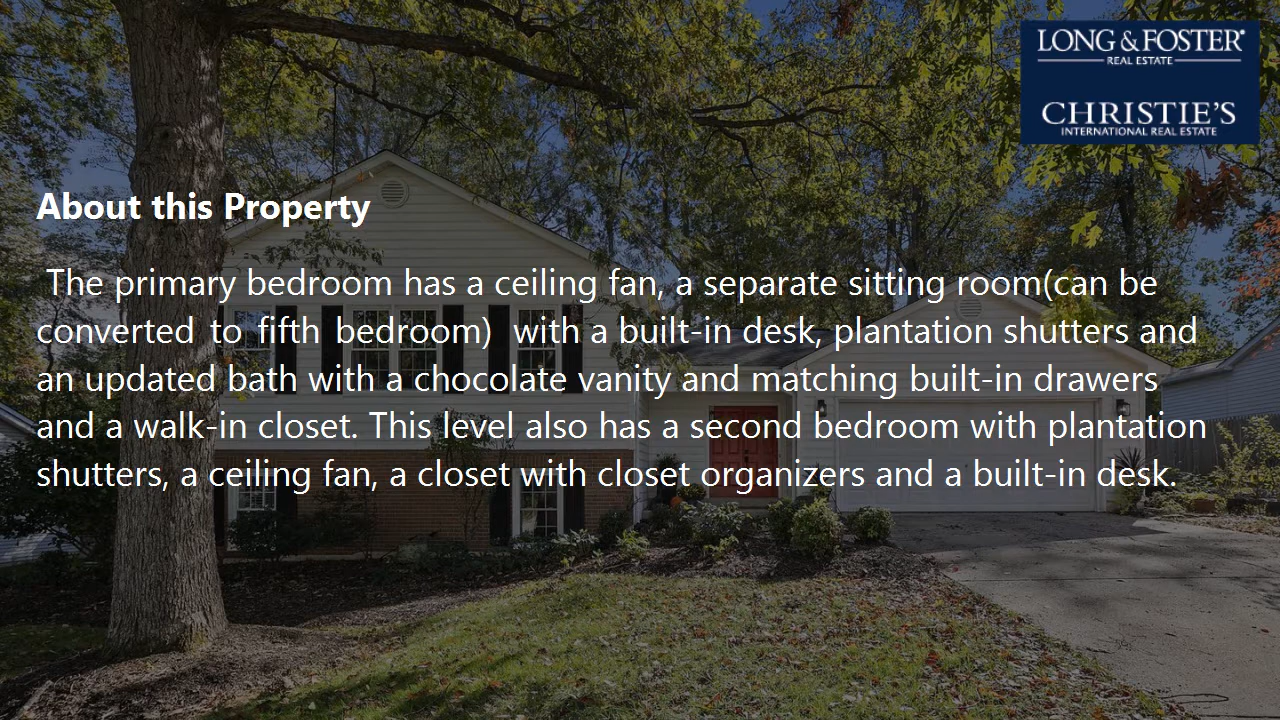 LONG & FOSTER®
REAL ESTATE
CHRISTIE'S
INTERNATIONAL REAL ESTATE
About this Property
The primary bedroom has a ceiling fan, a separate sitting room(can be
converted to fifth bedroom) with a built-in desk, plantation shutters and
an updated bath with a chocolate vanity and matching built-in drawers
and a walk-in closet. This level also has a second bedroom with plantation
shutters, a ceiling fan, a closet with closet organizers and a built-in desk.